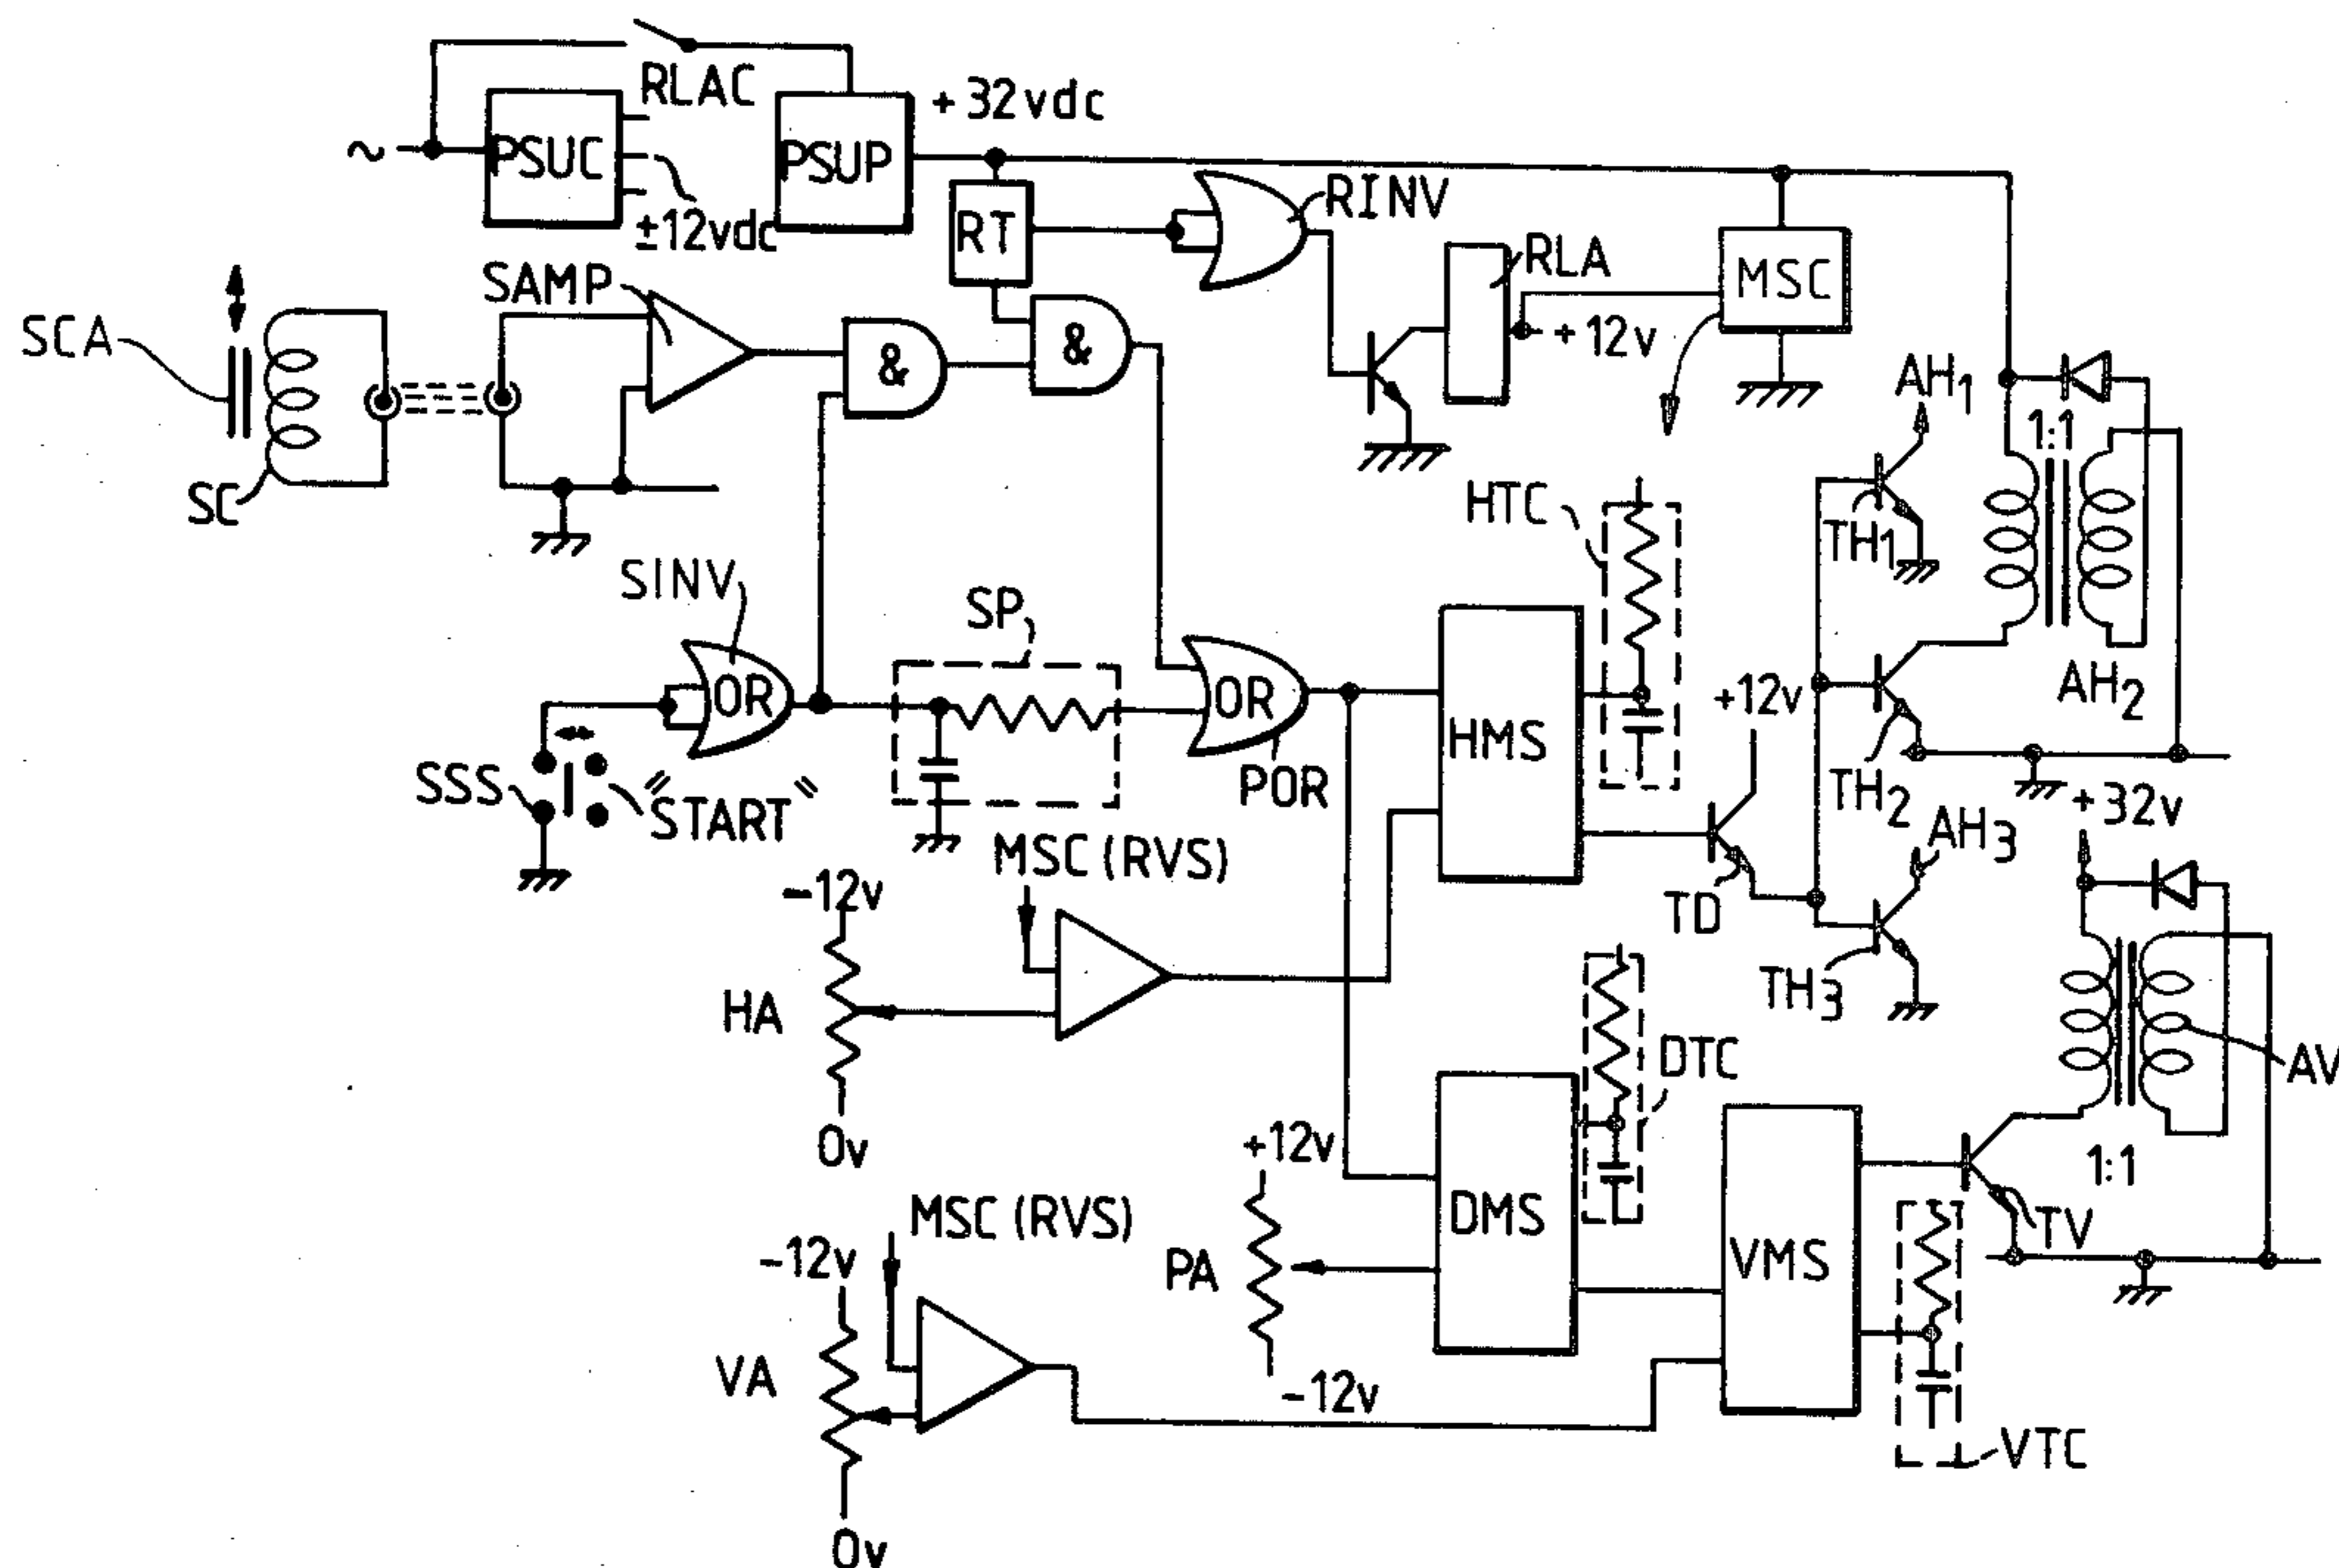 RLAC
+32vdc
~
PSUC
PSUP
±12vdc
RT
RINV
SAMP
RLA
MSC
SCA
&
&
+12v
AH1
1:1
SC
HTC
TH1
SINV
SP
OR
OR
HMS
+12v
AH2
SSS
"START"
POR
TH2
+32v
MSC (RVS)
-12v
AH3
TD
HA
TH3
DTC
AV
0v
+12v
1:1
MSC (RVS)
-12v
PA
DMS
VMS
TV
VA
-12v
VTC
0v